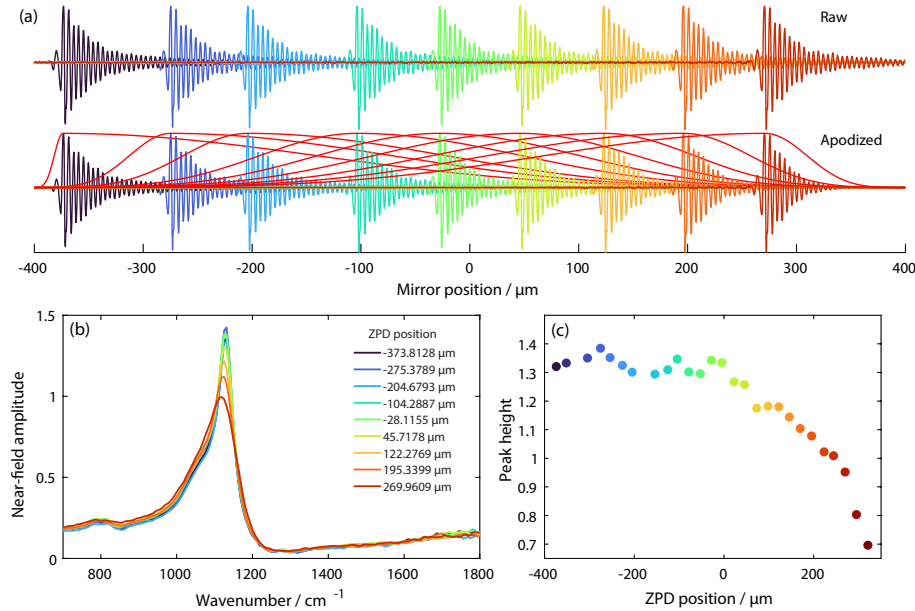 (a)
Raw
Apodized
-400 -300 -200 -100 0 100 200 300 400
Mirror position / µm
(b)
1.5
1
0.5
0
800 1000 1200 1400 1600 1800
Near-field amplitude
Wavenumber / cm⁻¹
ZPD position
-373.8128 µm
-275.3789 µm
-204.6793 µm
-104.2887 µm
-28.1155 µm
45.7178 µm
122.2769 µm
195.3399 µm
269.9609 µm
(c)
1.4
1.3
1.2
1.1
1
0.9
0.8
0.7
-400 -200 0 200
Peak height
ZPD position / µm